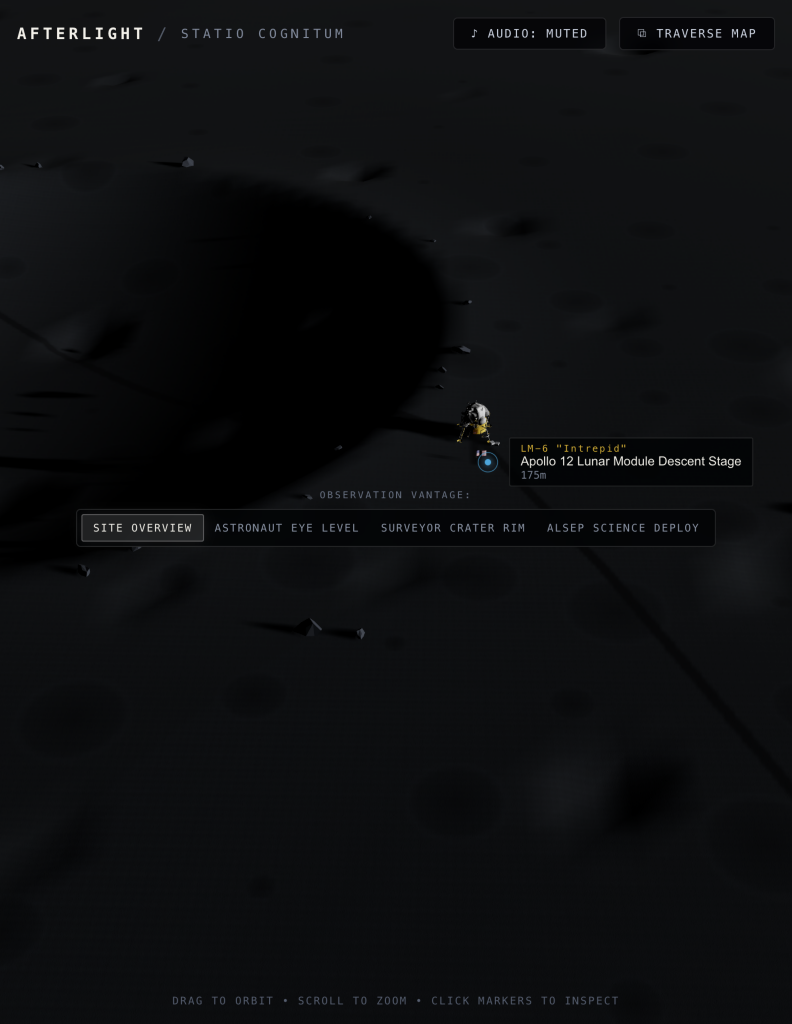 AFTERLIGHT / STATIO COGNITUM
♪ AUDIO: MUTED
TRAVERSE MAP
LM-6 "Intrepid"
Apollo 12 Lunar Module Descent Stage
175m
OBSERVATION VANTAGE:
SITE OVERVIEW
ASTRONAUT EYE LEVEL
SURVEYOR CRATER RIM
ALSEP SCIENCE DEPLOY
DRAG TO ORBIT • SCROLL TO ZOOM • CLICK MARKERS TO INSPECT